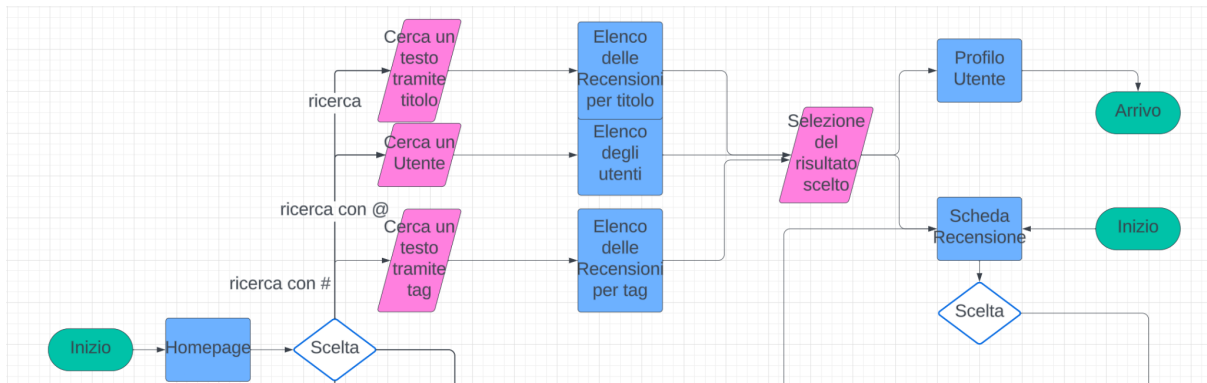 Cerca un
testo
tramite
titolo
Elenco
delle
Recensioni
per titolo
Profilo
Utente
ricerca
Arrivo
Selezione
del
risultato
scelto
Cerca un
Utente
Elenco
degli
utenti
ricerca con @
Cerca un
testo
tramite
tag
Elenco
delle
Recensioni
per tag
Scheda
Recensione
Inizio
ricerca con #
Scelta
Inizio
Homepage
Scelta